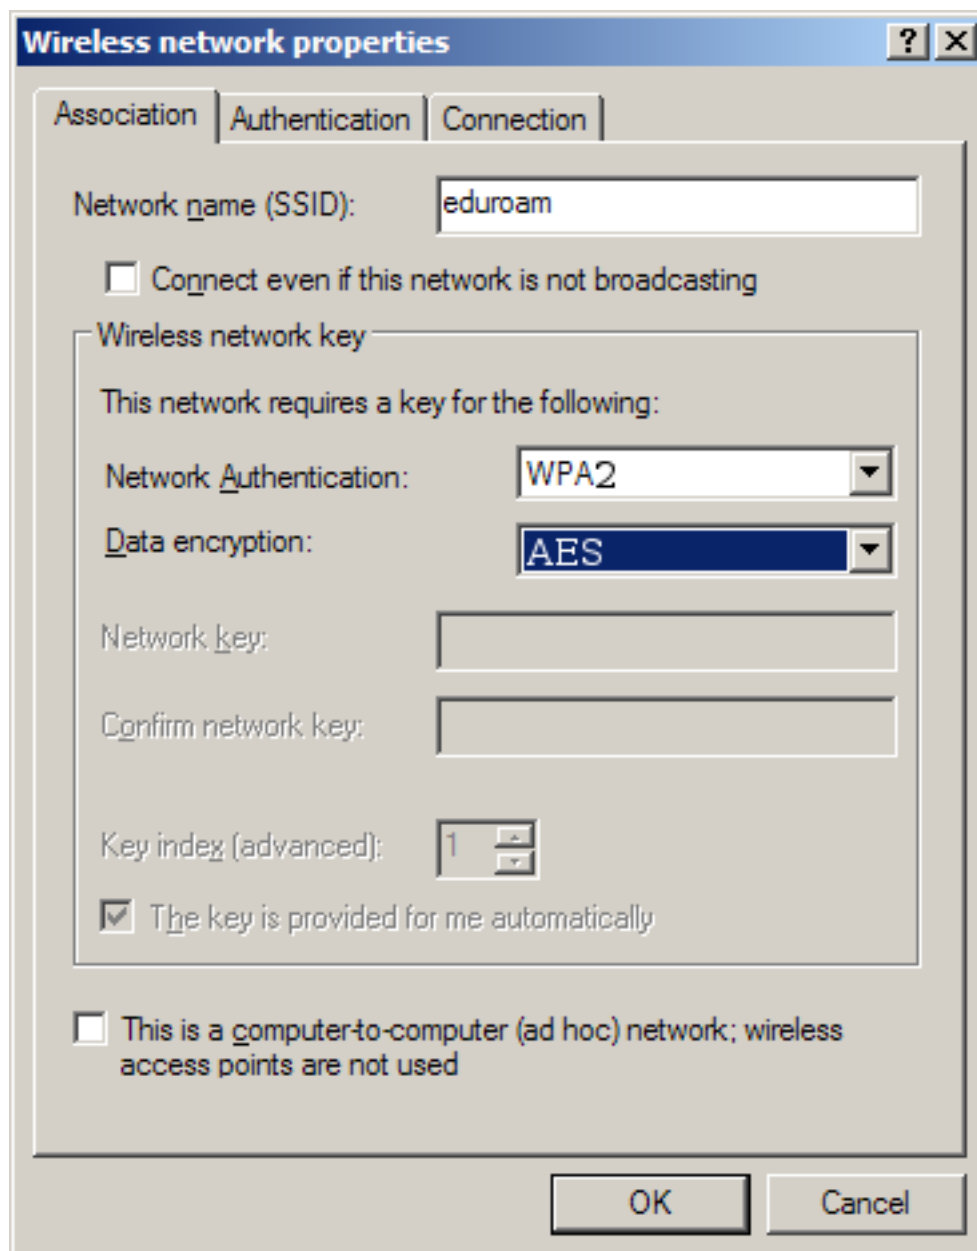 Wireless network properties
Association Authentication Connection
Network name (SSID): eduroam
Connect even if this network is not broadcasting
Wireless network key
This network requires a key for the following:
Network Authentication: WPA2
Data encryption: AES
Network key:
Confirm network key:
Key index (advanced): 1
The key is provided for me automatically
This is a computer-to-computer (ad hoc) network; wireless
access points are not used
OK Cancel